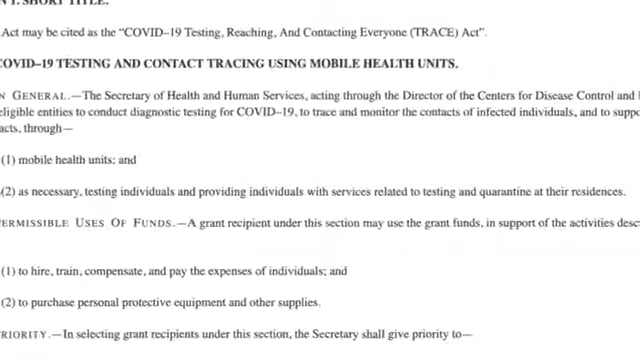 N 1. SHORT TITLE.
Act may be cited as the “COVID–19 Testing, Reaching, And Contacting Everyone (TRACE) Act”.
COVID–19 TESTING AND CONTACT TRACING USING MOBILE HEALTH UNITS.
N GENERAL.—The Secretary of Health and Human Services, acting through the Director of the Centers for Disease Control and
eligible entities to conduct diagnostic testing for COVID–19, to trace and monitor the contacts of infected individuals, and to suppo
acts, through—
(1) mobile health units; and
(2) as necessary, testing individuals and providing individuals with services related to testing and quarantine at their residences.
ERMISSIBLE USES OF FUNDS.—A grant recipient under this section may use the grant funds, in support of the activities desc
(1) to hire, train, compensate, and pay the expenses of individuals; and
(2) to purchase personal protective equipment and other supplies.
RIORITY.—In selecting grant recipients under this section, the Secretary shall give priority to—